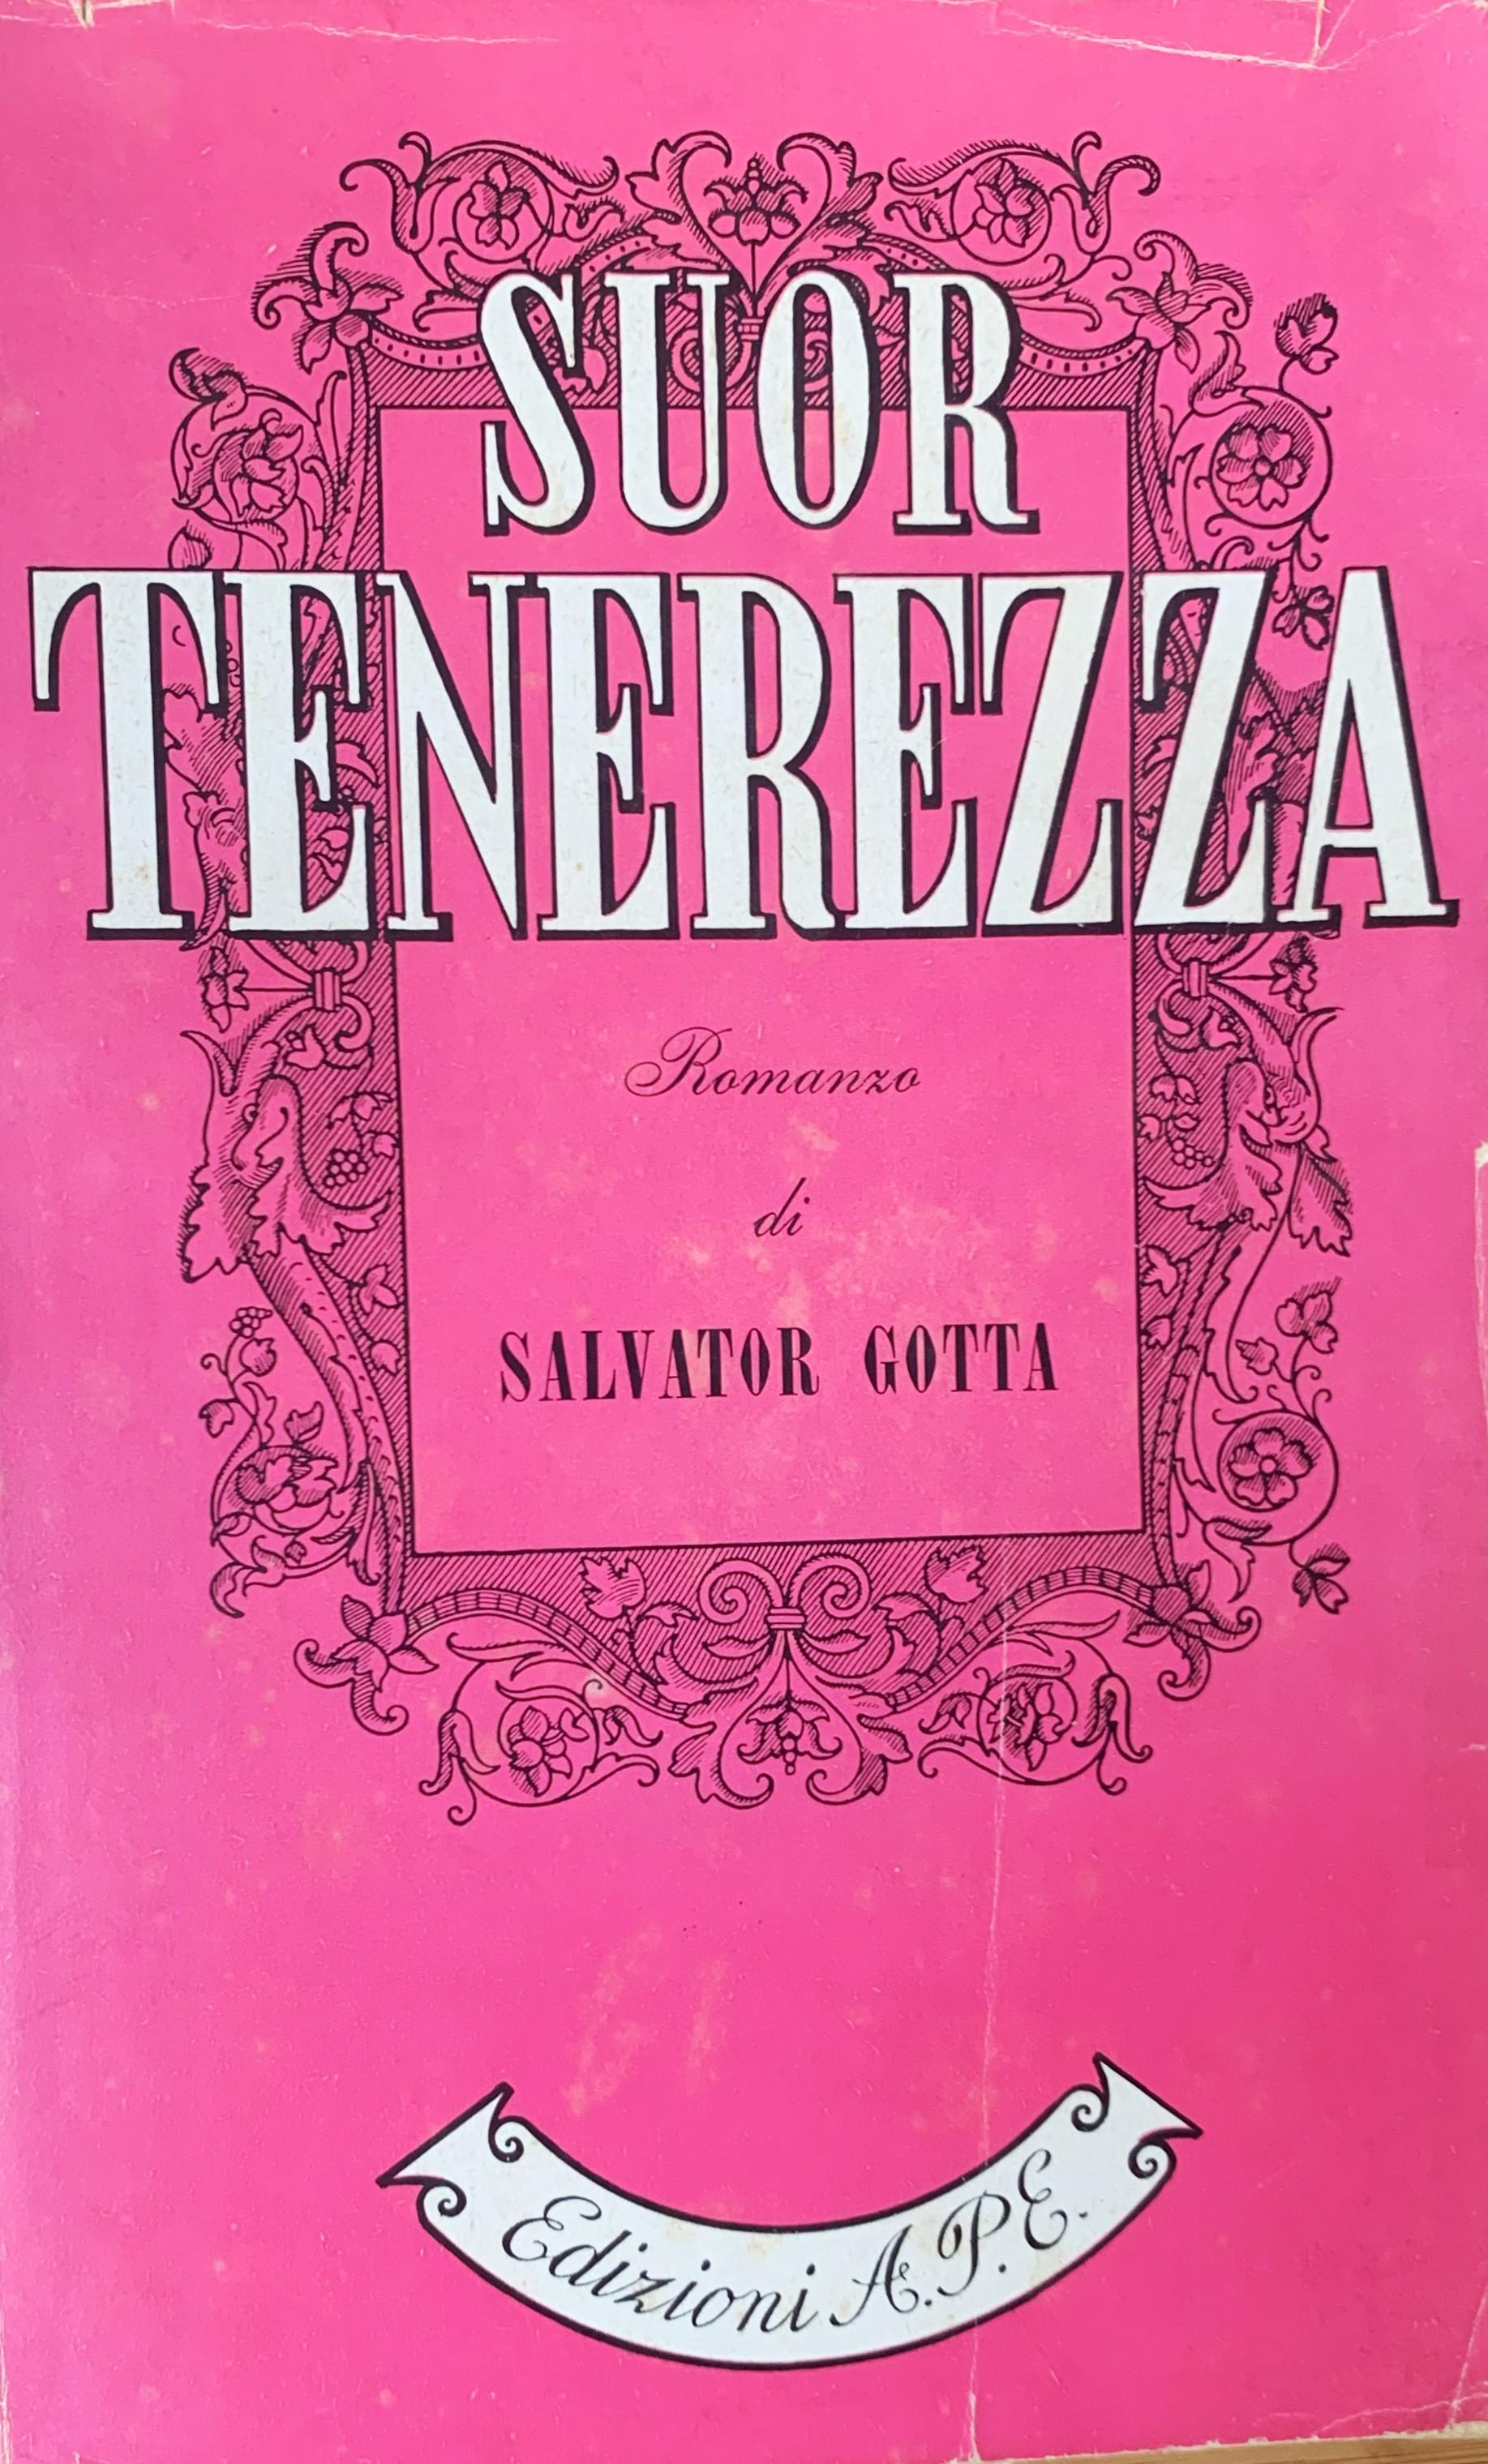 SUOR
TENEREZZA
Romanzo
di
SALVATOR GOTTA
Edizioni A.P.E.